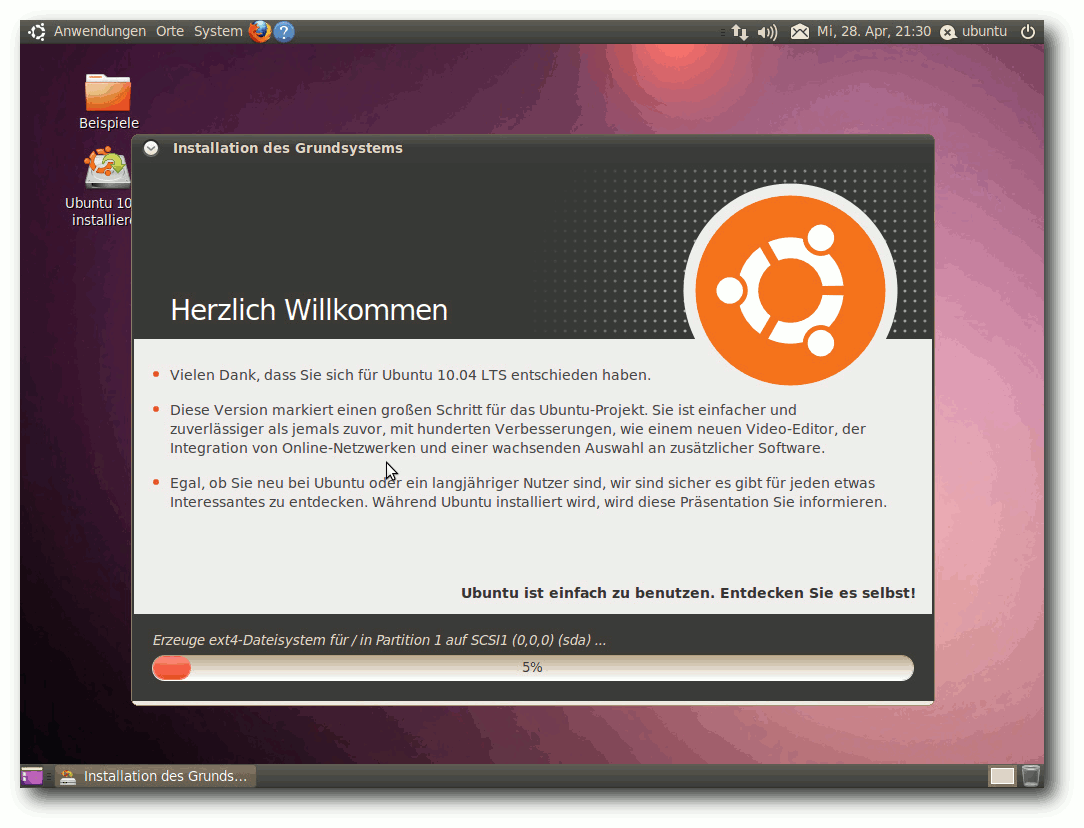 Anwendungen Orte System ? Mi, 28. Apr, 21:30 ubuntu
Beispiele
Installation des Grundsystems
Ubuntu 10
installier
Herzlich Willkommen
Vielen Dank, dass Sie sich für Ubuntu 10.04 LTS entschieden haben.
Diese Version markiert einen großen Schritt für das Ubuntu-Projekt. Sie ist einfacher und
zuverlässiger als jemals zuvor, mit hunderten Verbesserungen, wie einem neuen Video-Editor, der
Integration von Online-Netzwerken und einer wachsenden Auswahl an zusätzlicher Software.
Egal, ob Sie neu bei Ubuntu oder ein langjähriger Nutzer sind, wir sind sicher es gibt für jeden etwas
Interessantes zu entdecken. Während Ubuntu installiert wird, wird diese Präsentation Sie informieren.
Ubuntu ist einfach zu benutzen. Entdecken Sie es selbst!
Erzeuge ext4-Dateisystem für / in Partition 1 auf SCSI1 (0,0,0) (sda) ...
5%
Installation des Grunds...